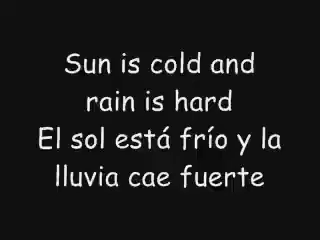 Sun is cold and
rain is hard
El sol está frío y la
lluvia cae fuerte